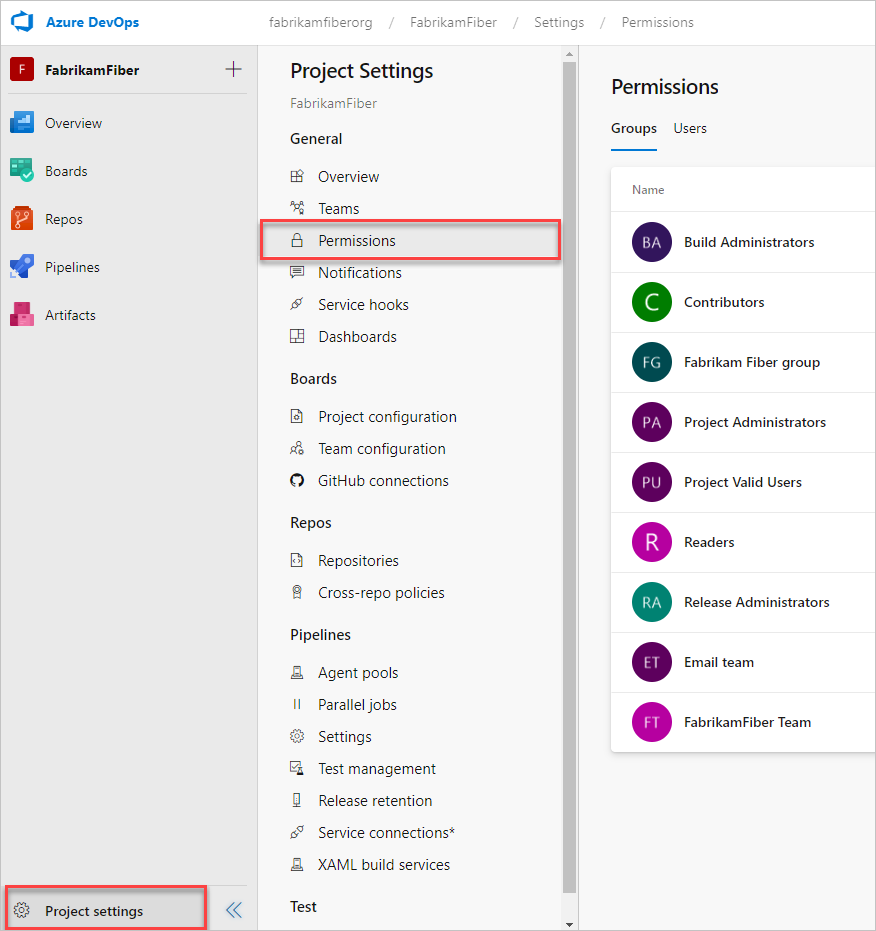 Azure DevOps
fabrikamfiberorg / FabrikamFiber / Settings / Permissions
F FabrikamFiber
Overview
Boards
Repos
Pipelines
Artifacts
Project settings
Project Settings
FabrikamFiber
General
Overview
Teams
Permissions
Notifications
Service hooks
Dashboards
Boards
Project configuration
Team configuration
GitHub connections
Repos
Repositories
Cross-repo policies
Pipelines
Agent pools
Parallel jobs
Settings
Test management
Release retention
Service connections*
XAML build services
Test
Permissions
Groups Users
Name
BA Build Administrators
C Contributors
FG Fabrikam Fiber group
PA Project Administrators
PU Project Valid Users
R Readers
RA Release Administrators
ET Email team
FT FabrikamFiber Team